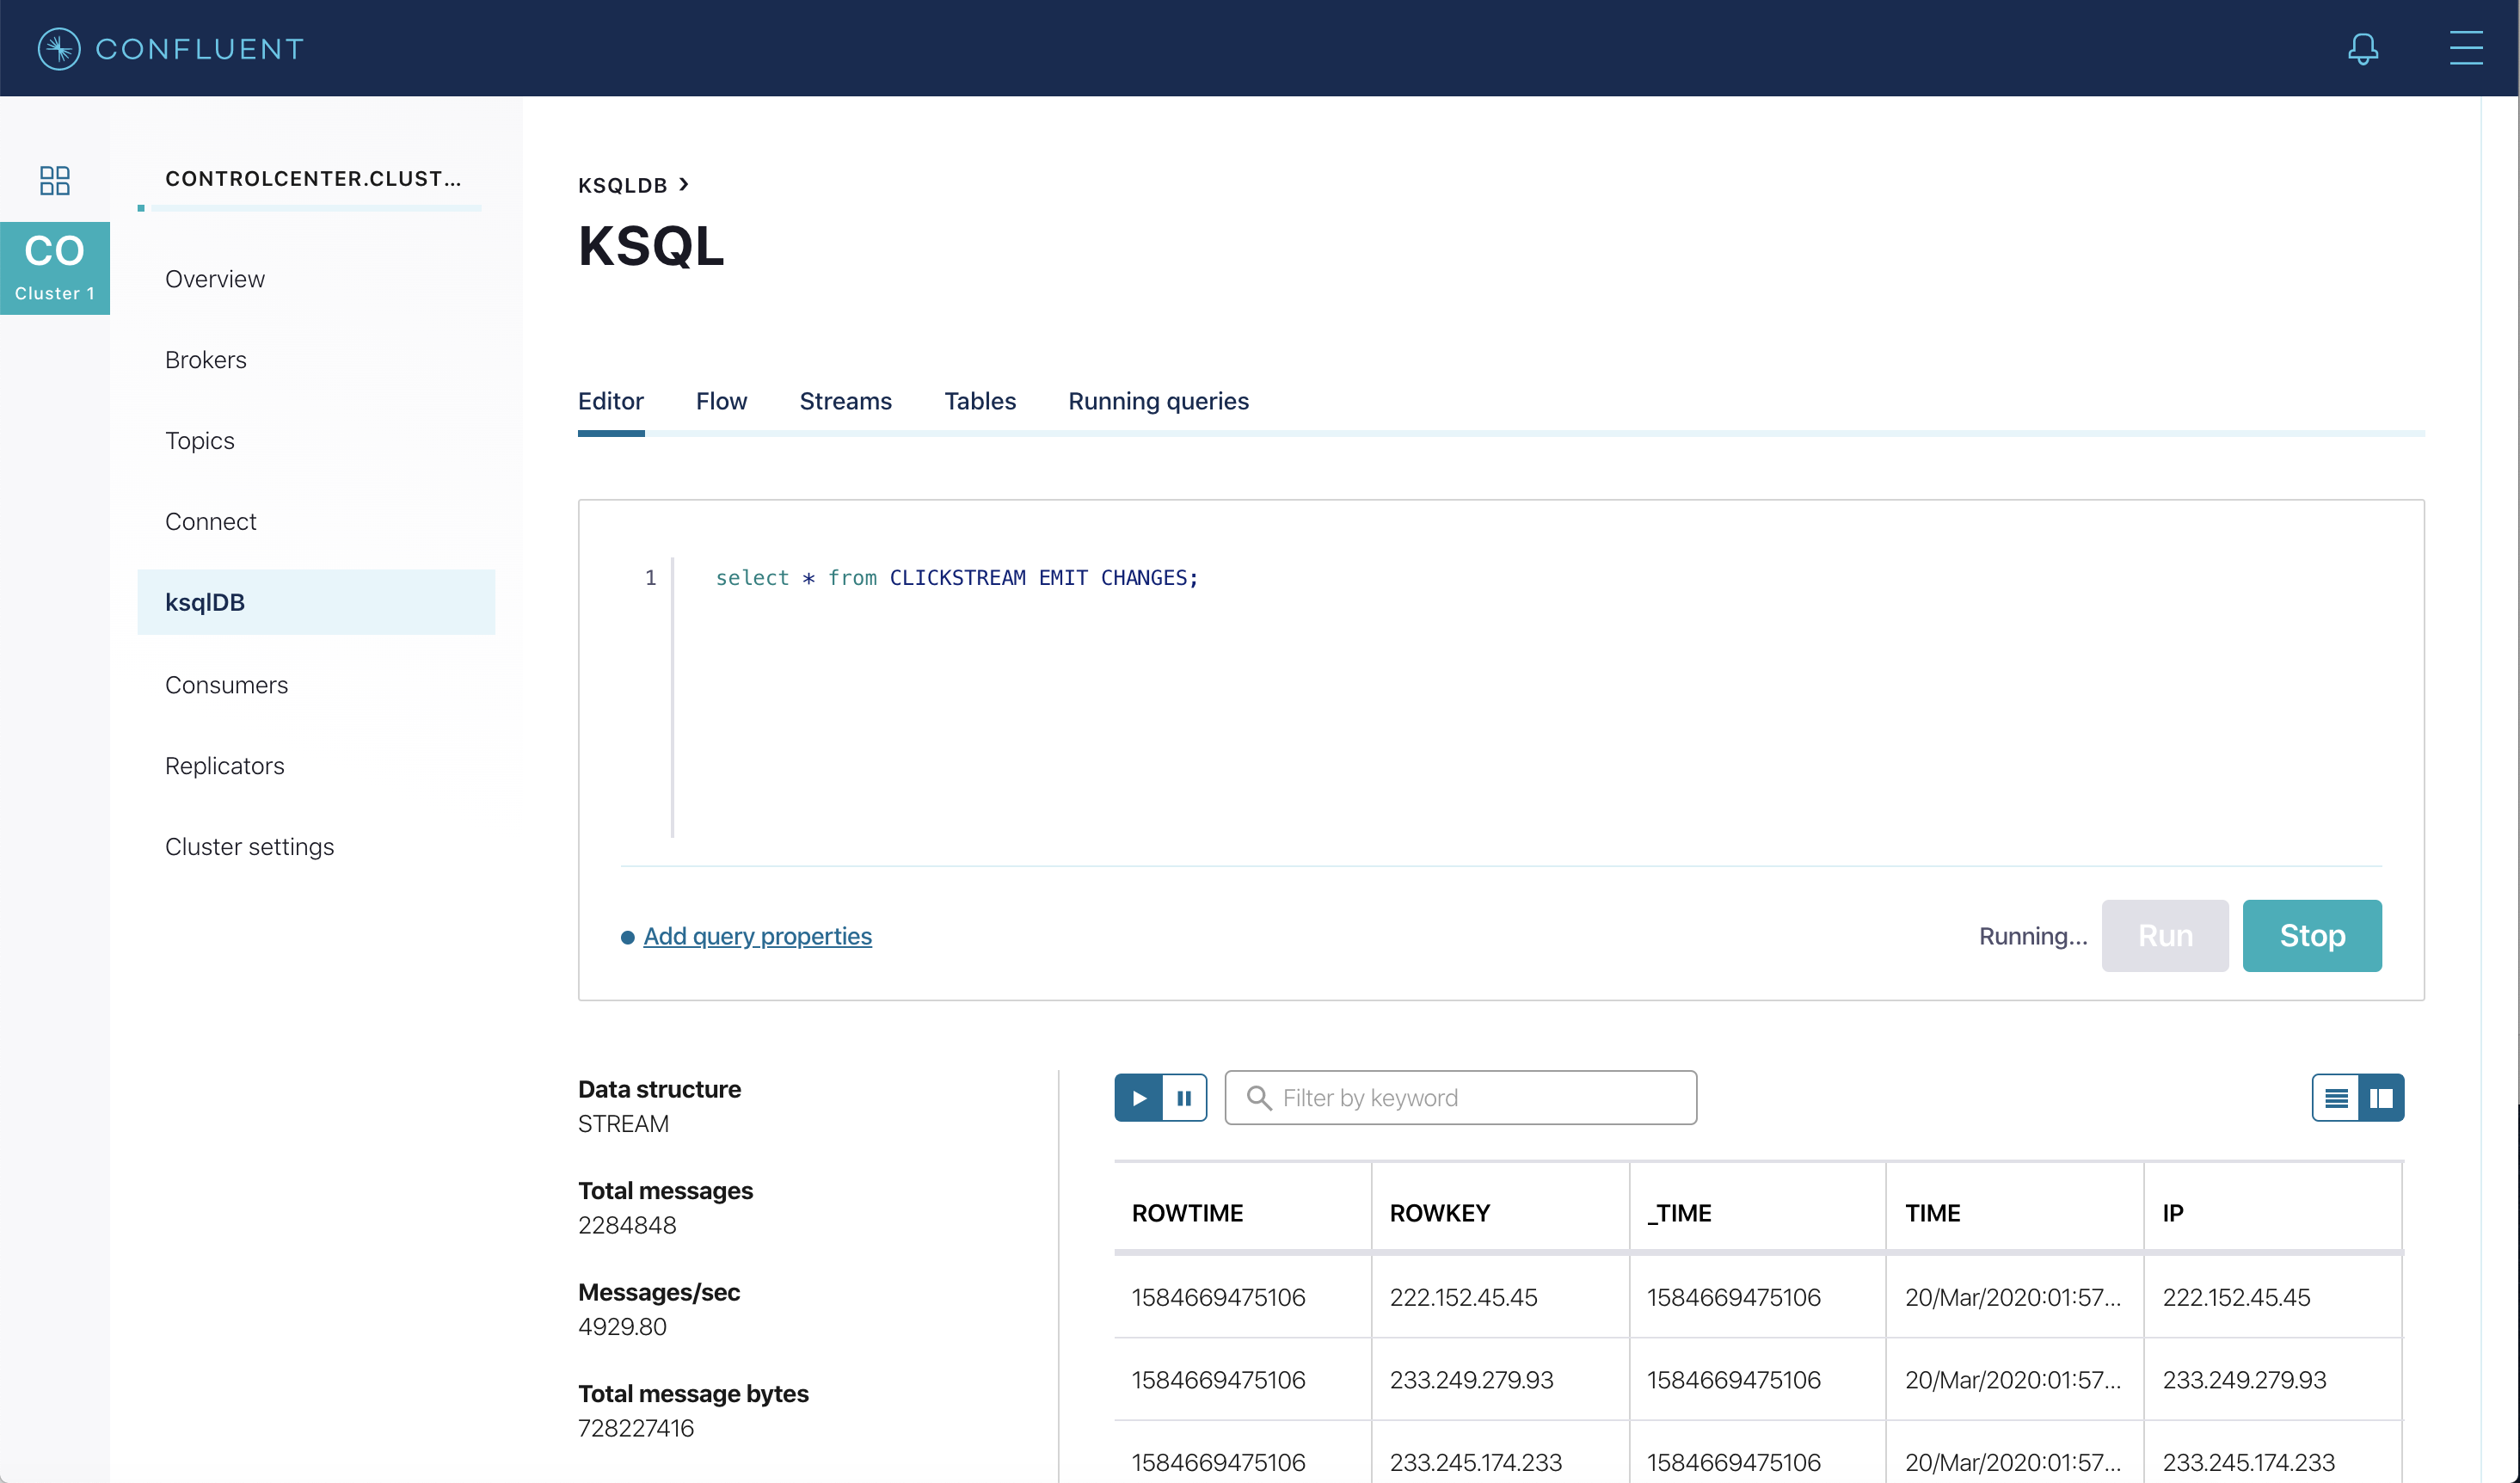 CONFLUENT
CO
Cluster 1
CONTROLCENTER.CLUST...
Overview
Brokers
Topics
Connect
ksqlDB
Consumers
Replicators
Cluster settings
KSQLDB
KSQL
Editor Flow Streams Tables Running queries
1 select * from CLICKSTREAM EMIT CHANGES;
Add query properties Running... Run Stop
Data structure
STREAM
Total messages
2284848
Messages/sec
4929.80
Total message bytes
728227416
Filter by keyword
ROWTIME ROWKEY _TIME TIME IP
1584669475106 222.152.45.45 1584669475106 20/Mar/2020:01:57... 222.152.45.45
1584669475106 233.249.279.93 1584669475106 20/Mar/2020:01:57... 233.249.279.93
1584669475106 233.245.174.233 1584669475106 20/Mar/2020:01:57... 233.245.174.233